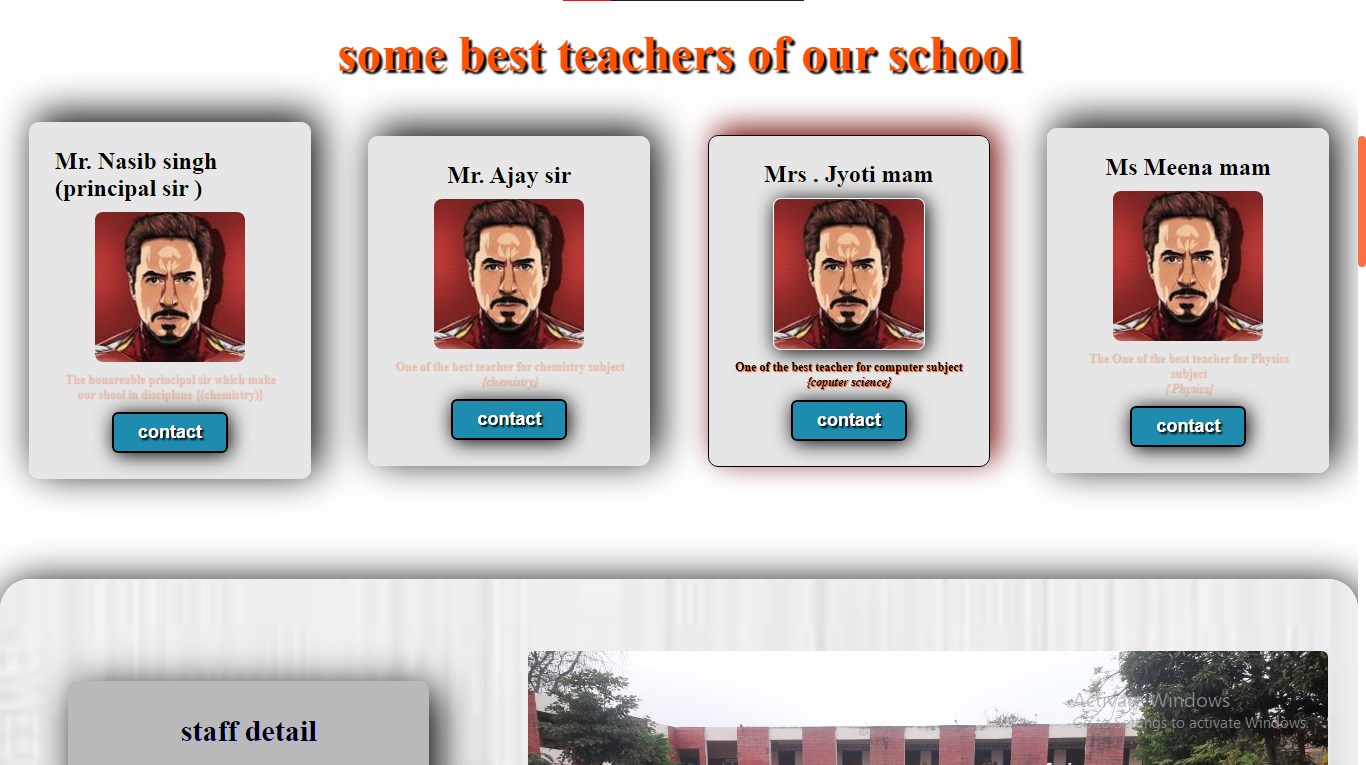 some best teachers of our school
Mr. Nasib singh
(principal sir )
The honareable principal sir which make
our shool in disciplane {(chemistry)}
contact
Mr. Ajay sir
One of the best teacher for chemistry subject
{chemistry}
contact
Mrs . Jyoti mam
One of the best teacher for computer subject
{coputer science}
contact
Ms Meena mam
The One of the best teacher for Physics
subject
{ Physics}
contact
staff detail
Activate Windows
Go to Settings to activate Windows.